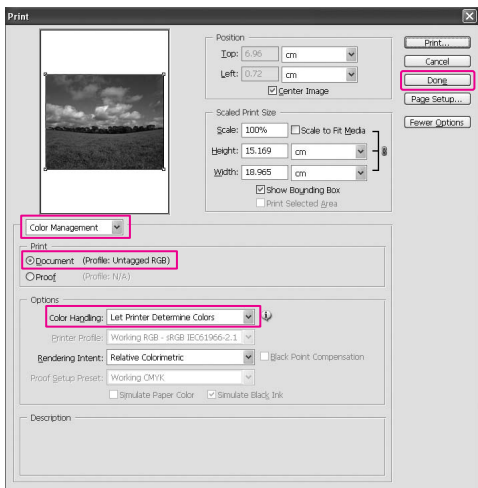 Print
Position
Top: 6.96 cm
Left: 0.72 cm
Center Image
Scaled Print Size
Scale: 100% Scale to Fit Media
Height: 15.169 cm
Width: 18.965 cm
Show Bounding Box
Print Selected Area
Print...
Cancel
Done
Page Setup...
Fewer Options
Color Management
Print
Document (Profile: Untagged RGB)
Proof (Profile: N/A)
Options
Color Handling: Let Printer Determine Colors
Printer Profile: Working RGB - sRGB IEC61966-2.1
Rendering Intent: Relative Colorimetric Black Point Compensation
Proof Setup Preset: Working CMYK
Simulate Paper Color Simulate Black Ink
Description